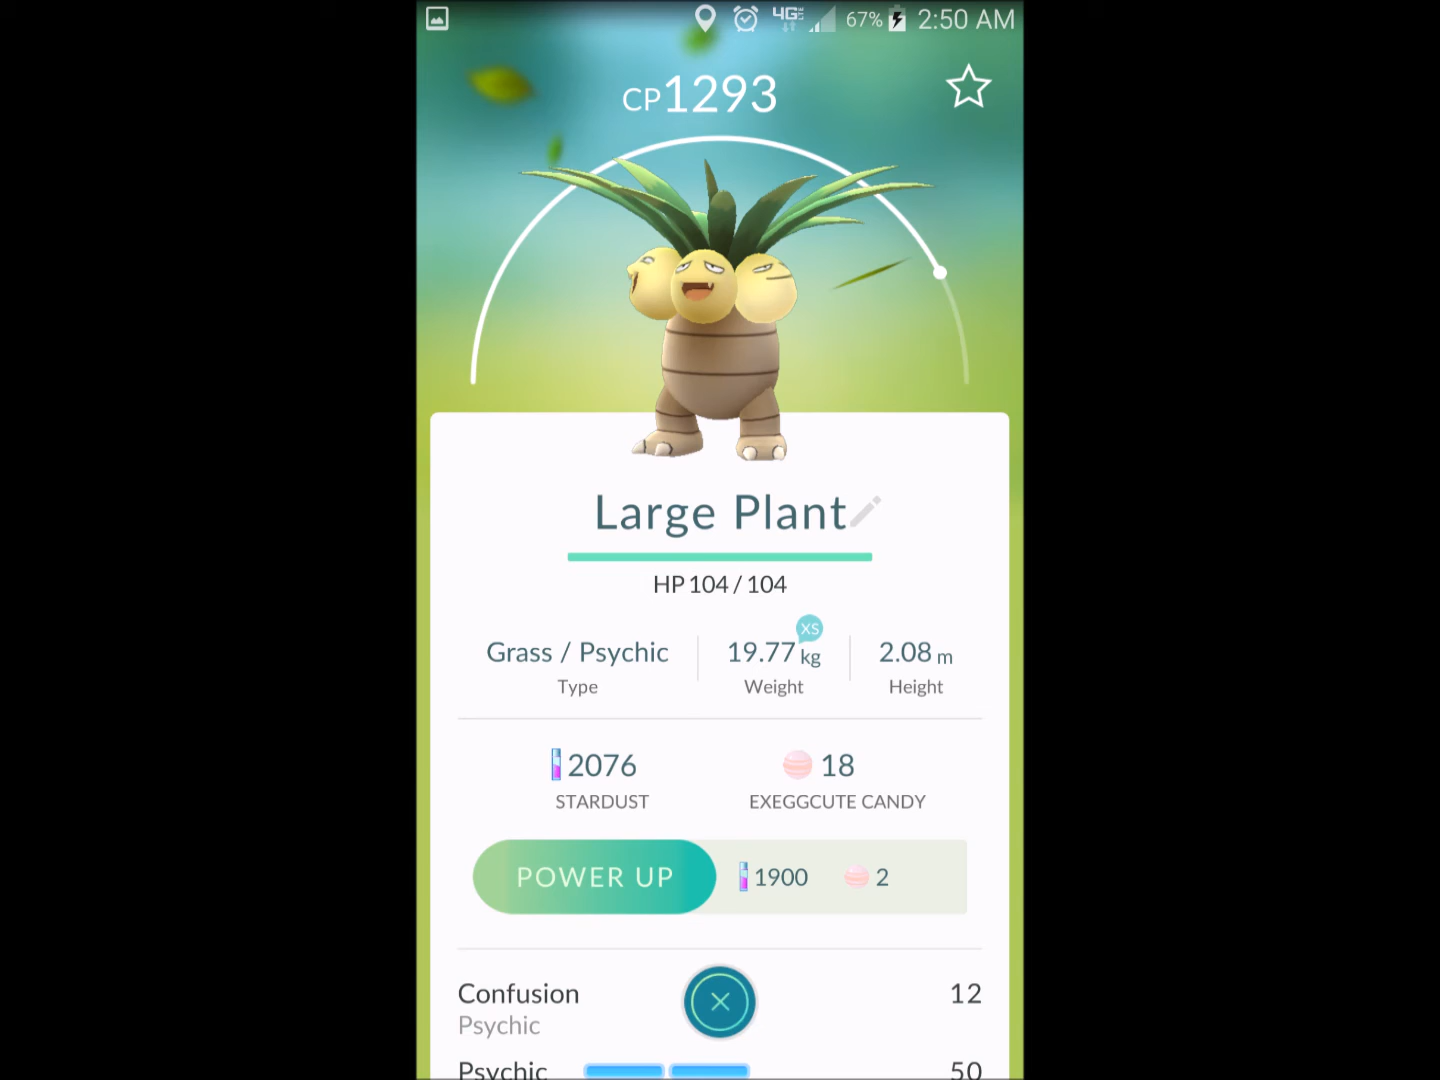 4G LTE 67% 2:50 AM
CP1293
Large Plant
HP 104 / 104
XS
Grass / Psychic 19.77 kg 2.08 m
Type Weight Height
2076 18
STARDUST EXEGGCUTE CANDY
POWER UP 1900 2
Confusion 12
Psychic
Psychic 50